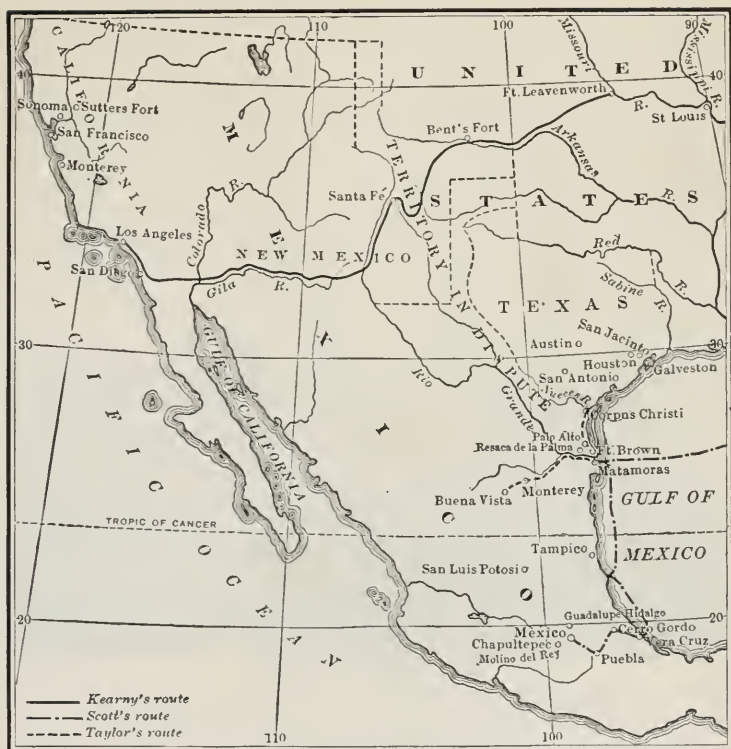 120
110
100
90
40
CALIFORNIA
UNITED
Missouri
Mississippi R.
40
Ft. Leavenworth
R.
St Louis
Sonoma
Sutters Fort
San Francisco
Monterey
M
Bent's Fort
Arkansas
TERRITORY IN DISPUTE
Santa Fé
STATES
R.
Colorado
R.
E
Los Angeles
NEW MEXICO
San Diego
Gila
R.
Red
R.
Sabine
R.
TEXAS
PACIFIC
OCEAN
GULF OF CALIFORNIA
X
30
Austin
San Jacinto
30
Houston
Galveston
San Antonio
Rio
Grande
Nueces R.
Corpus Christi
I
Palo Alto
Resaca de la Palma
Ft. Brown
Matamoras
Buena Vista
Monterey
GULF OF
MEXICO
C
TROPIC OF CANCER
Tampico
San Luis Potosi
O
20
Guadalupe Hidalgo
20
Mexico
Cerro Gordo
Vera Cruz
Chapultepec
Molino del Rey
Puebla
Kearny's route
Scott's route
Taylor's route
110
100